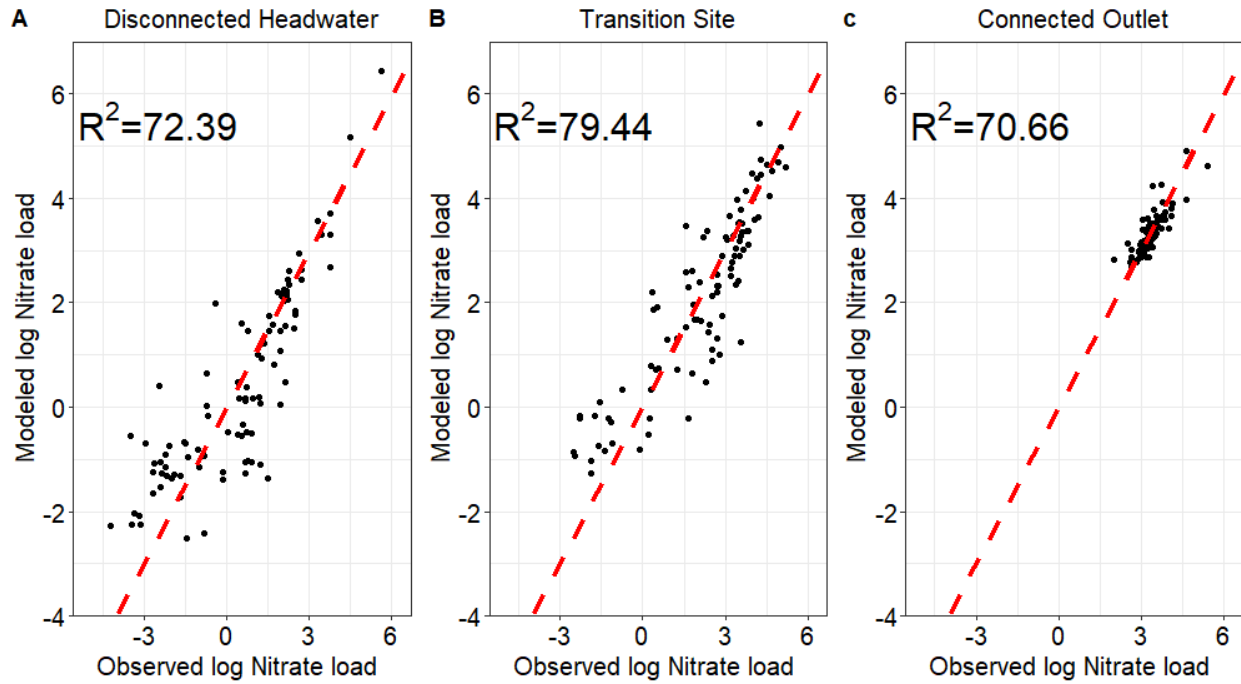 A Disconnected Headwater
Modeled log Nitrate load
6
4
2
0
-2
-4
R²=72.39
-3 0 3 6
Observed log Nitrate load
B Transition Site
Modeled log Nitrate load
6
4
2
0
-2
-4
R²=79.44
-3 0 3 6
Observed log Nitrate load
c Connected Outlet
Modeled log Nitrate load
6
4
2
0
-2
-4
R²=70.66
-3 0 3 6
Observed log Nitrate load